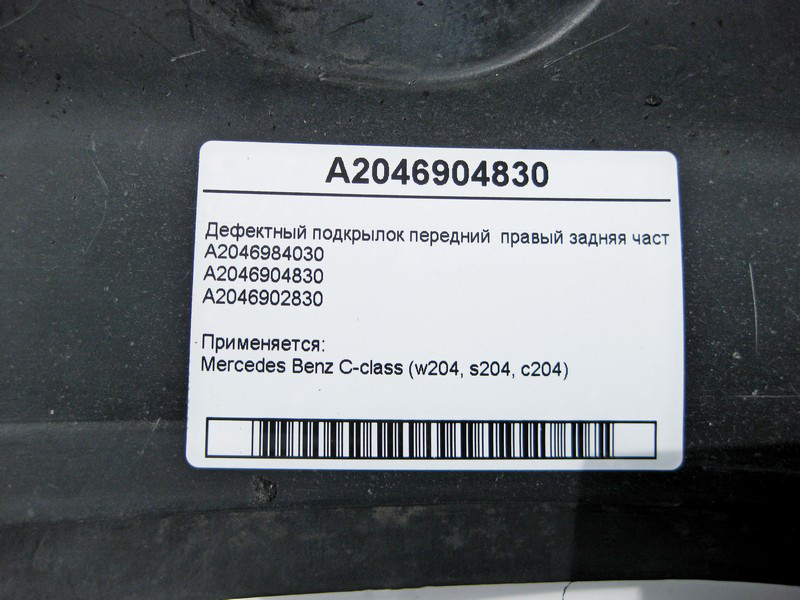 A2046904830
Дефектный подкрылок передний правый задняя част
A2046984030
A2046904830
A2046902830
Применяется:
Mercedes Benz C-class (w204, s204, c204)